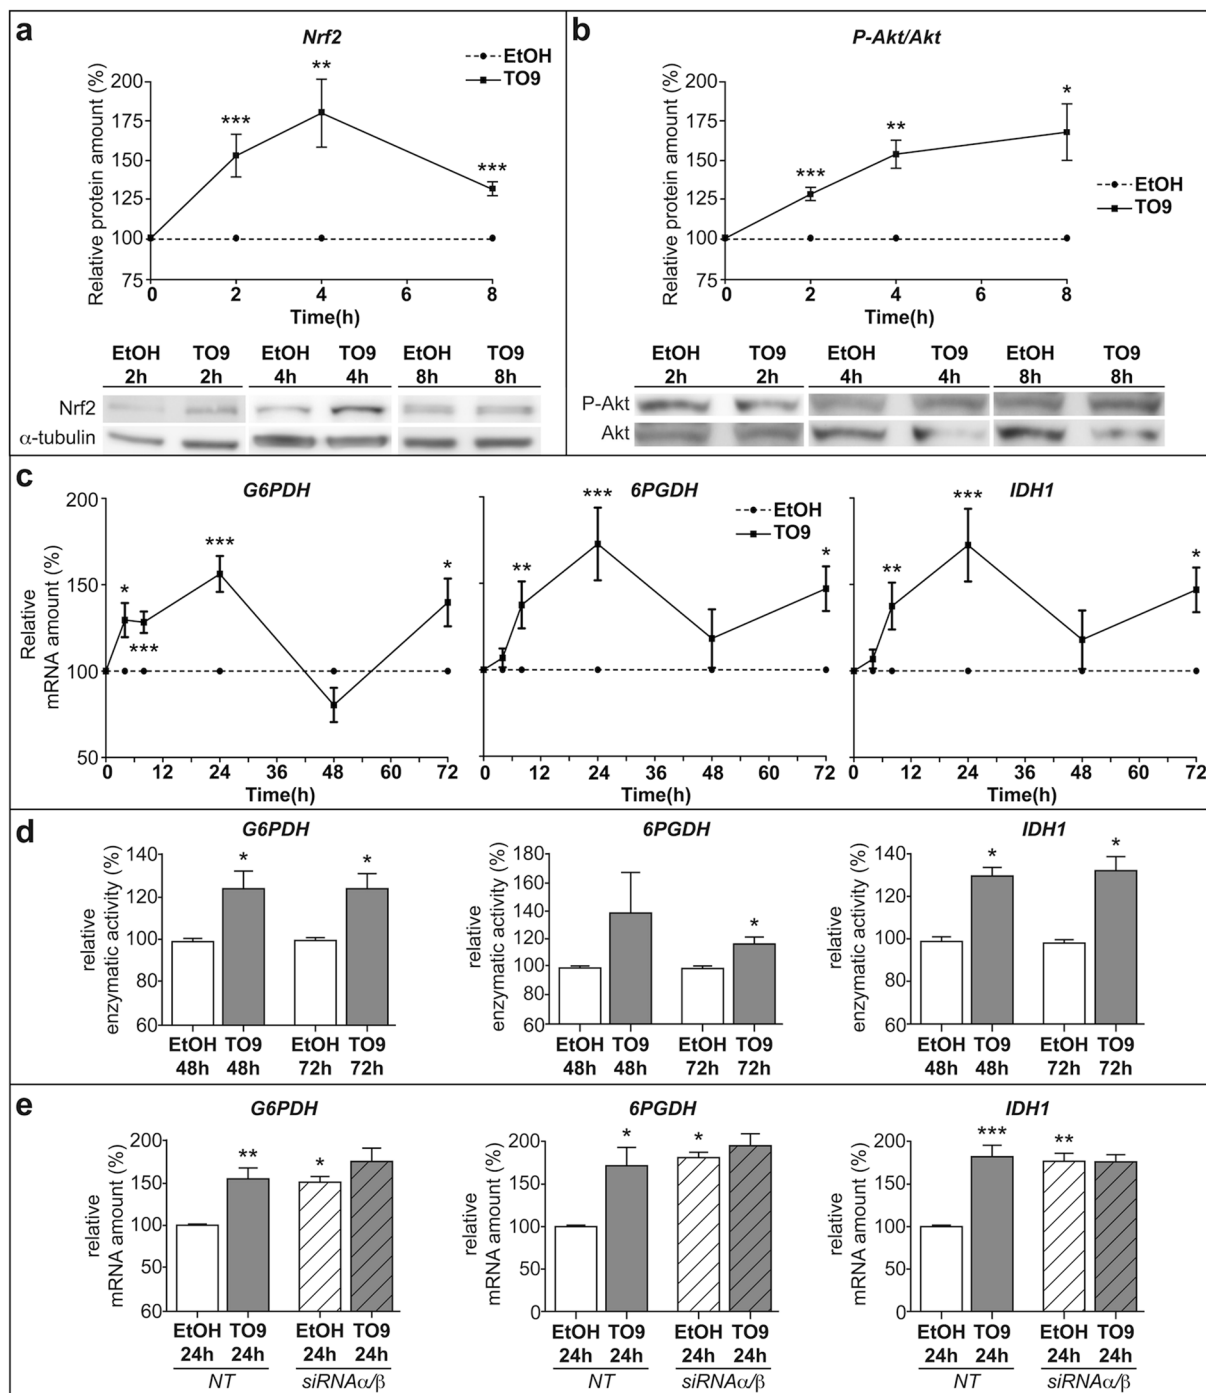 a
Nrf2
EtOH
TO9
Relative protein amount (%)
200
175
150
125
100
75
***
**
***
0 2 4 6 8
Time(h)
EtOH TO9 EtOH TO9 EtOH TO9
2h 2h 4h 4h 8h 8h
Nrf2
α-tubulin
b
P-Akt/Akt
EtOH
TO9
Relative protein amount (%)
200
175
150
125
100
75
***
**
*
0 2 4 6 8
Time(h)
EtOH TO9 EtOH TO9 EtOH TO9
2h 2h 4h 4h 8h 8h
P-Akt
Akt
c
G6PDH
Relative
mRNA amount (%)
200
150
100
50
*
***
***
*
0 12 24 36 48 60 72
Time(h)
6PGDH
EtOH
TO9
**
***
*
0 12 24 36 48 60 72
Time(h)
IDH1
**
***
*
0 12 24 36 48 60 72
Time(h)
d
G6PDH
relative
enzymatic activity (%)
140
120
100
80
60
* *
EtOH TO9 EtOH TO9
48h 48h 72h 72h
6PGDH
relative
enzymatic activity (%)
180
160
140
120
100
80
60
*
EtOH TO9 EtOH TO9
48h 48h 72h 72h
IDH1
relative
enzymatic activity (%)
140
120
100
80
60
* *
EtOH TO9 EtOH TO9
48h 48h 72h 72h
e
G6PDH
relative
mRNA amount (%)
200
150
100
50
60
** *
EtOH TO9 EtOH TO9
24h 24h 24h 24h
NT siRNAα/β
6PGDH
relative
mRNA amount (%)
200
150
100
50
0
* *
EtOH TO9 EtOH TO9
24h 24h 24h 24h
NT siRNAα/β
IDH1
relative
mRNA amount (%)
200
150
100
50
0
*** **
EtOH TO9 EtOH TO9
24h 24h 24h 24h
NT siRNAα/β